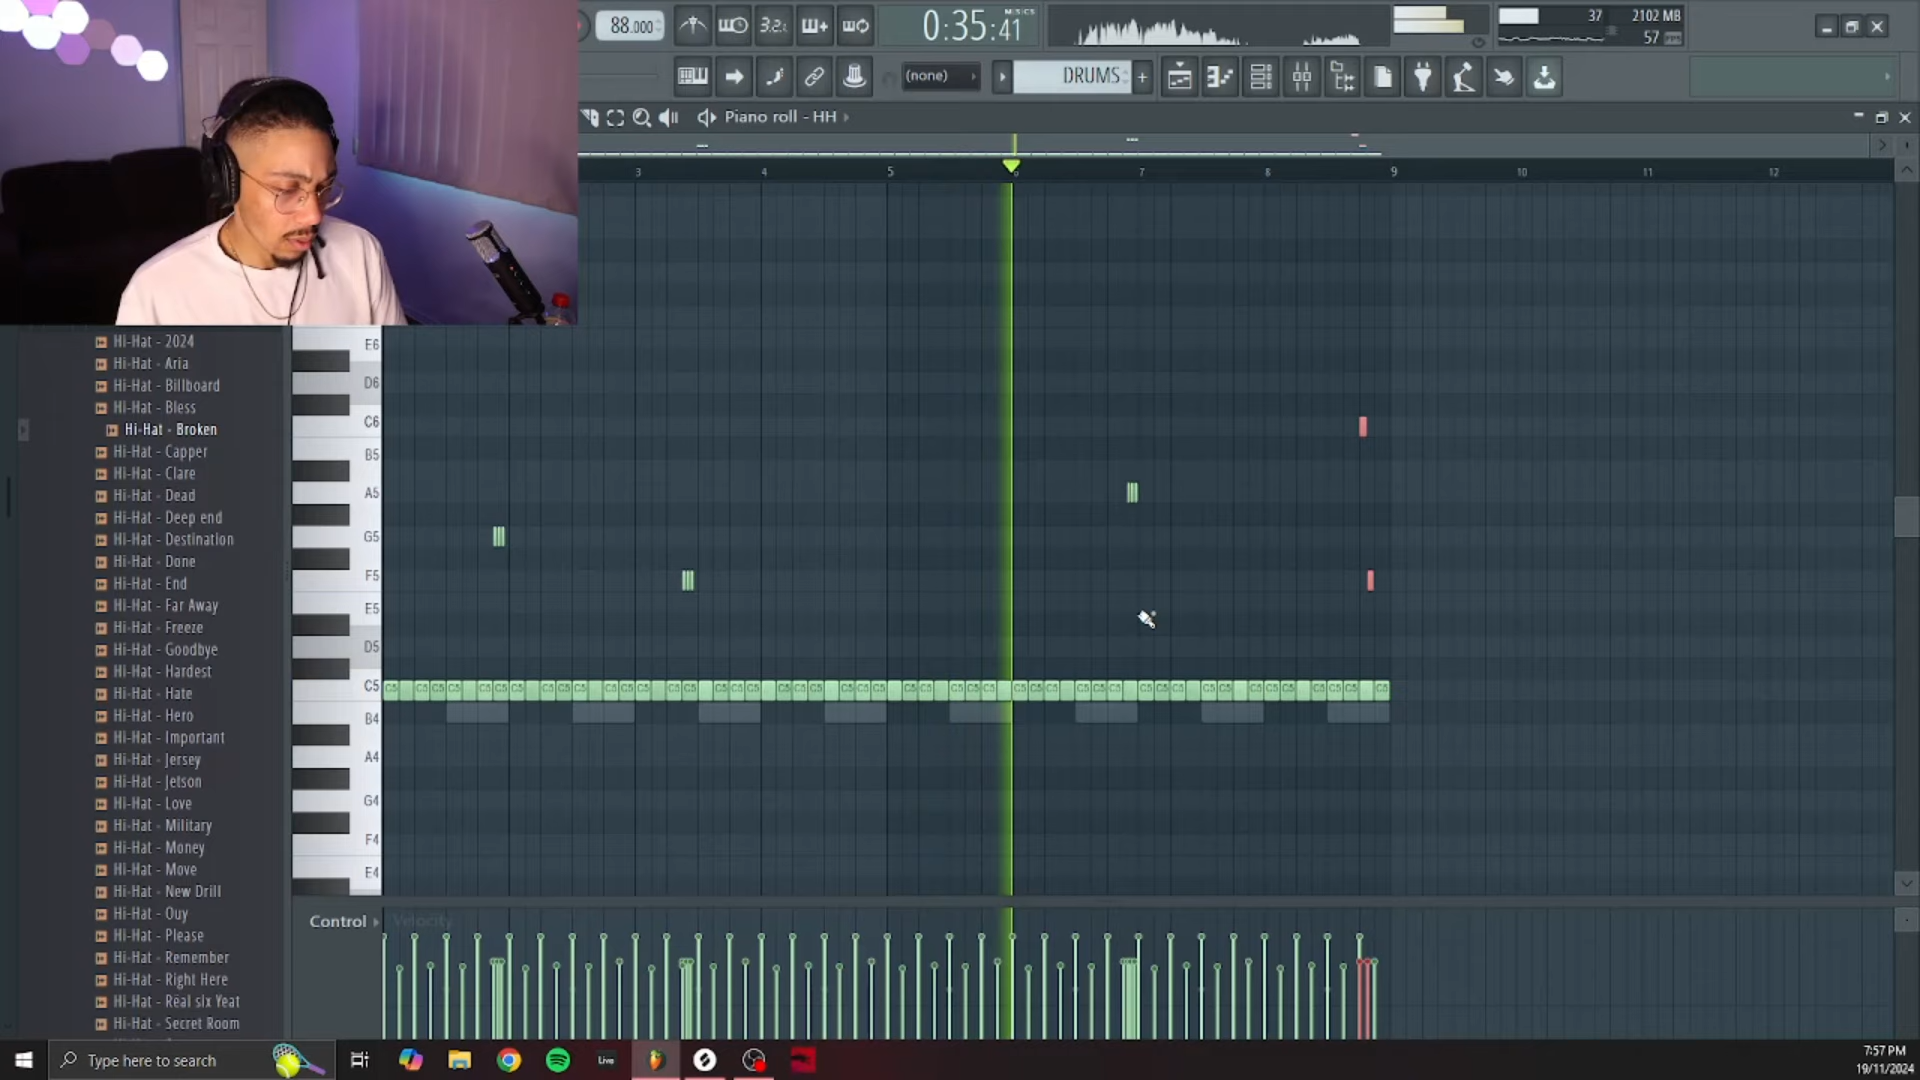 88.000
3.2.
0:35:41
M:S:CS
37
2102 MB
57
(none)
DRUMS
Piano roll - HH
3
4
5
6
7
8
9
10
11
12
Hi-Hat - 2024
Hi-Hat - Aria
Hi-Hat - Billboard
Hi-Hat - Bless
Hi-Hat - Broken
Hi-Hat - Capper
Hi-Hat - Clare
Hi-Hat - Dead
Hi-Hat - Deep end
Hi-Hat - Destination
Hi-Hat - Done
Hi-Hat - End
Hi-Hat - Far Away
Hi-Hat - Freeze
Hi-Hat - Goodbye
Hi-Hat - Hardest
Hi-Hat - Hate
Hi-Hat - Hero
Hi-Hat - Important
Hi-Hat - Jersey
Hi-Hat - Jetson
Hi-Hat - Love
Hi-Hat - Military
Hi-Hat - Money
Hi-Hat - Move
Hi-Hat - New Drill
Hi-Hat - Ouy
Hi-Hat - Please
Hi-Hat - Remember
Hi-Hat - Right Here
Hi-Hat - Real six Yeat
Hi-Hat - Secret Room
E6
D6
C6
B5
A5
G5
F5
E5
D5
C5
B4
A4
G4
F4
E4
Control
Velocity
Type here to search
Live
7:57 PM
19/11/2024